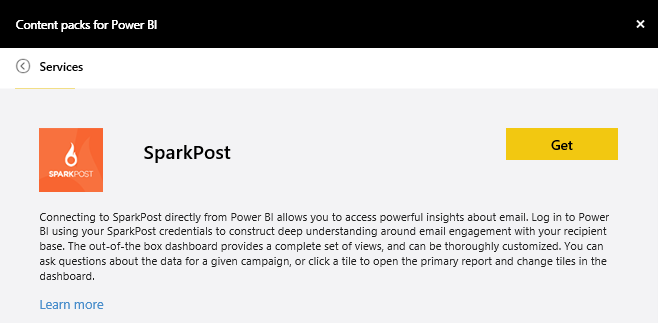 Content packs for Power BI
Services
SPARKPOST
SparkPost
Get
Connecting to SparkPost directly from Power BI allows you to access powerful insights about email. Log in to Power
BI using your SparkPost credentials to construct deep understanding around email engagement with your recipient
base. The out-of-the box dashboard provides a complete set of views, and can be thoroughly customized. You can
ask questions about the data for a given campaign, or click a tile to open the primary report and change tiles in the
dashboard.
Learn more